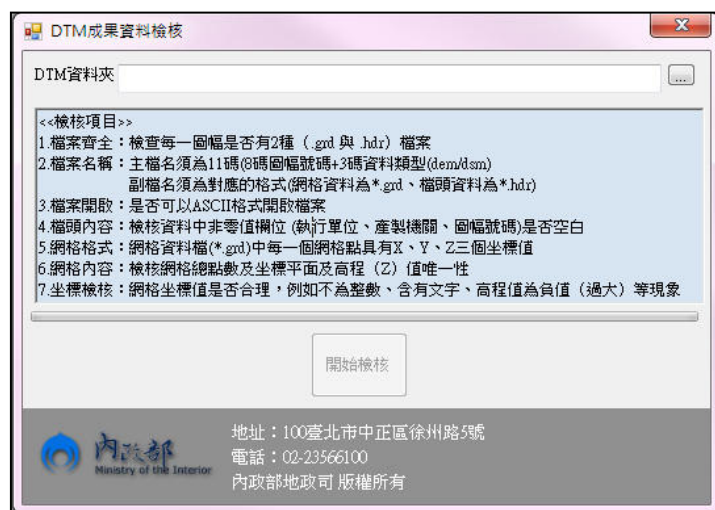 DTM成果資料檢核
DTM資料夾
...
<<檢核項目>>
1.檔案齊全：檢查每一圖幅是否有2種（.grd 與 .hdr）檔案
2.檔案名稱：主檔名須為11碼(8碼圖幅號碼+3碼資料類型(dem/dsm)
副檔名須為對應的格式(網格資料為*.grd、檔頭資料為*.hdr)
3.檔案開啟：是否可以ASCII格式開啟檔案
4.檔頭內容：檢核資料中非零值欄位 (執行單位、產製機關、圖幅號碼)是否空白
5.網格格式：網格資料檔(*.grd)中每一個網格點具有X、Y、Z三個坐標值
6.網格內容：檢核網格總點數及坐標平面及高程（Z）值唯一性
7.坐標檢核：網格坐標值是否合理，例如不為整數、含有文字、高程值為負值（過大）等現象
開始檢核
內政部
Ministry of the Interior
地址：100臺北市中正區徐州路5號
電話：02-23566100
內政部地政司 版權所有